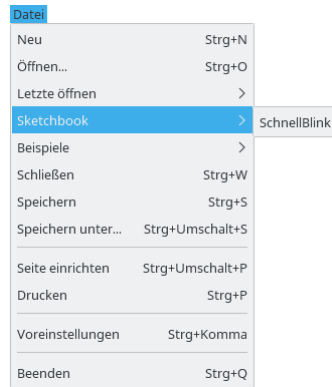 Datei
Neu Strg+N
Öffnen... Strg+O
Letzte öffnen
Sketchbook
SchnellBlink
Beispiele
Schließen Strg+W
Speichern Strg+S
Speichern unter... Strg+Umschalt+S
Seite einrichten Strg+Umschalt+P
Drucken Strg+P
Voreinstellungen Strg+Komma
Beenden Strg+Q